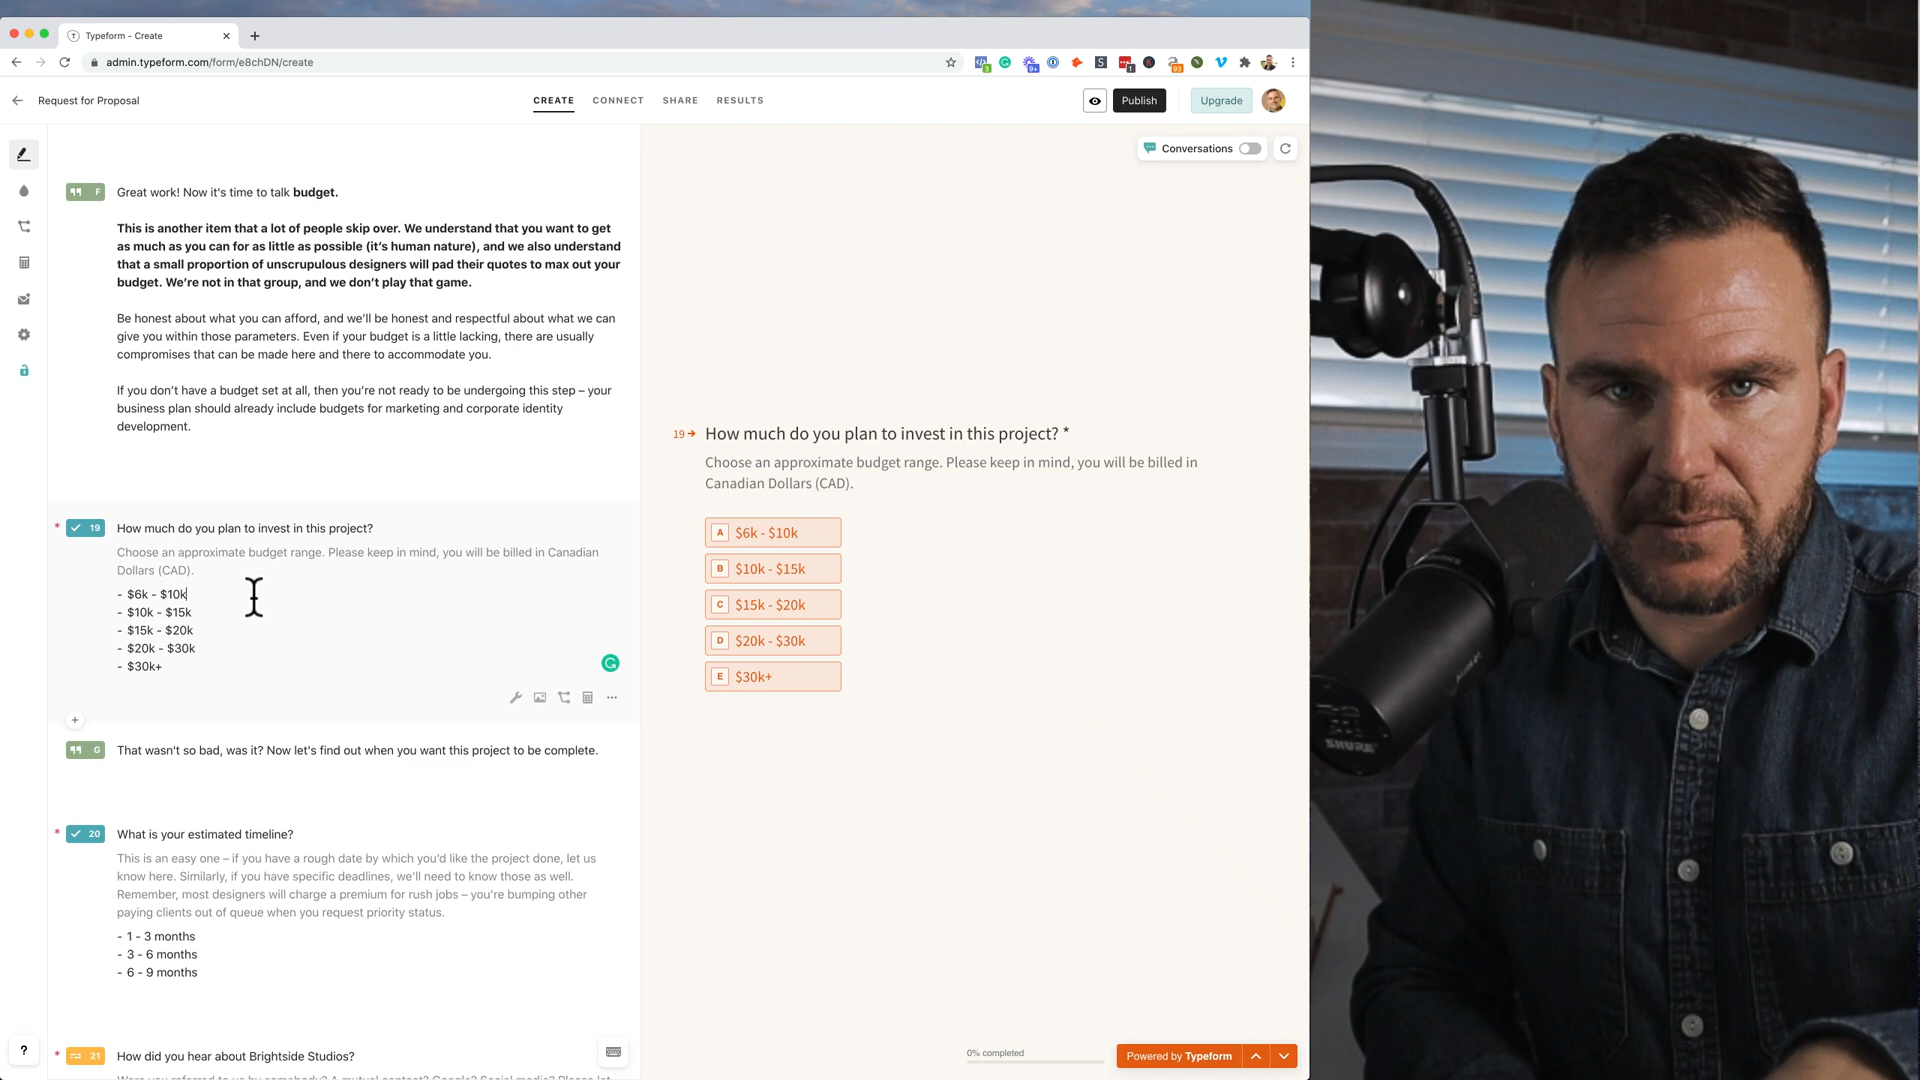 Typeform - Create
admin.typeform.com/form/e8chDN/create
Request for Proposal
CREATE
CONNECT
SHARE
RESULTS
Publish
Upgrade
Conversations
F
Great work! Now it's time to talk budget.
This is another item that a lot of people skip over. We understand that you want to get
as much as you can for as little as possible (it's human nature), and we also understand
that a small proportion of unscrupulous designers will pad their quotes to max out your
budget. We're not in that group, and we don't play that game.
Be honest about what you can afford, and we'll be honest and respectful about what we can
give you within those parameters. Even if your budget is a little lacking, there are usually
compromises that can be made here and there to accommodate you.
If you don't have a budget set at all, then you're not ready to be undergoing this step – your
business plan should already include budgets for marketing and corporate identity
development.
* 19 How much do you plan to invest in this project?
Choose an approximate budget range. Please keep in mind, you will be billed in Canadian
Dollars (CAD).
- $6k - $10k
- $10k - $15k
- $15k - $20k
- $20k - $30k
- $30k+
G That wasn't so bad, was it? Now let's find out when you want this project to be complete.
* 20 What is your estimated timeline?
This is an easy one – if you have a rough date by which you'd like the project done, let us
know here. Similarly, if you have specific deadlines, we'll need to know those as well.
Remember, most designers will charge a premium for rush jobs – you're bumping other
paying clients out of queue when you request priority status.
- 1 - 3 months
- 3 - 6 months
- 6 - 9 months
* 21 How did you hear about Brightside Studios?
19 How much do you plan to invest in this project? *
Choose an approximate budget range. Please keep in mind, you will be billed in
Canadian Dollars (CAD).
A $6k - $10k
B $10k - $15k
C $15k - $20k
D $20k - $30k
E $30k+
0% completed
Powered by Typeform
?
SHURE